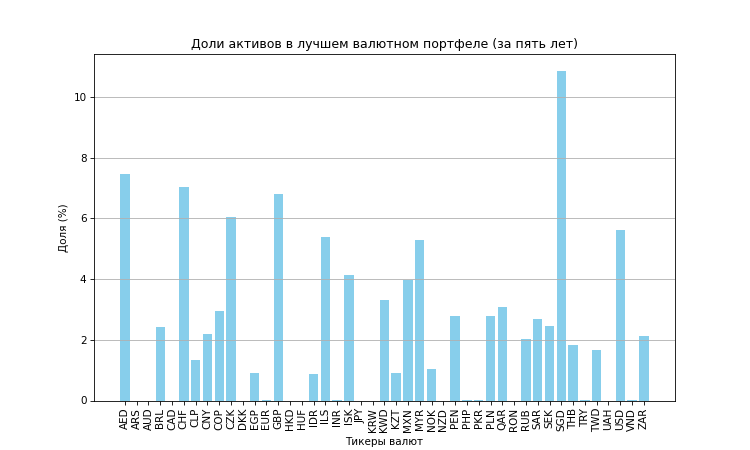 Доли активов в лучшем валютном портфеле (за пять лет)
Доля (%)
10
8
6
4
2
0
AED ARS AUD BRL CAD CHF CLP CNY COP CZK DKK EGP EUR GBP HKD HUF IDR ILS INR ISK JPY KRW KWD KZT MXN MYR NOK NZD PEN PHP PKR PLN QAR RON RUB SAR SEK SGD THB TRY TWD UAH USD VND ZAR
Тикеры валют